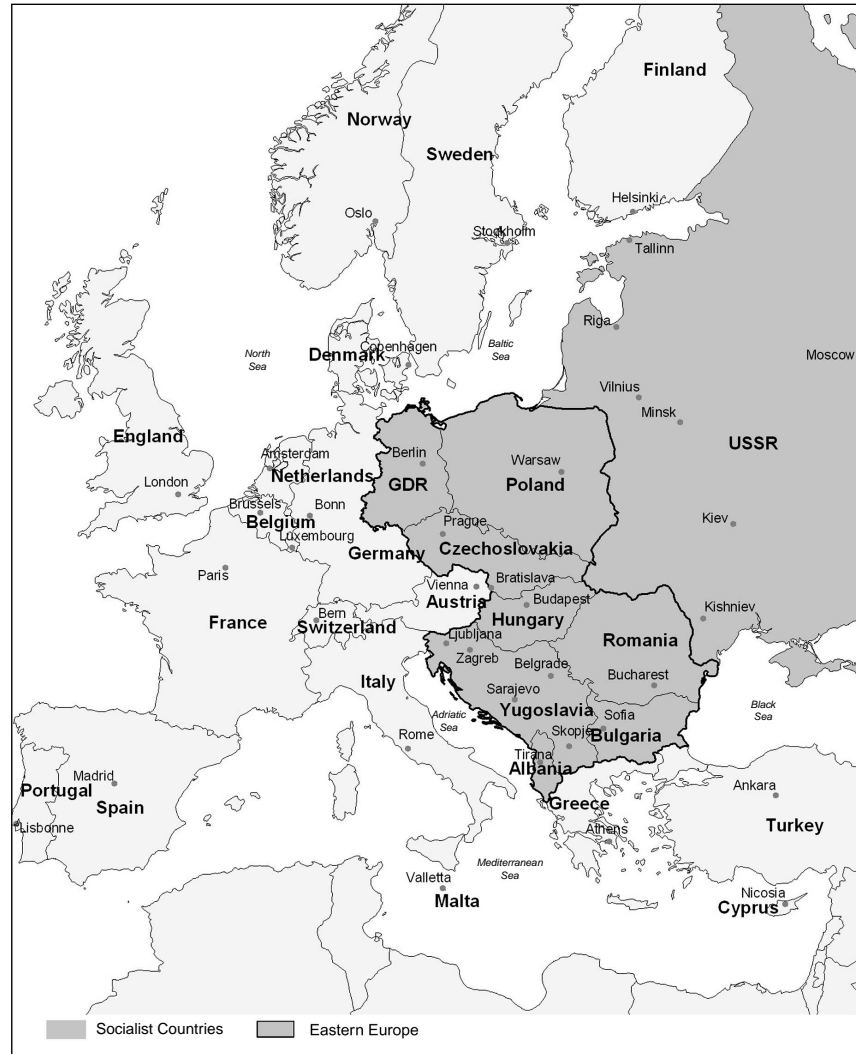 Finland
Norway
Sweden
Helsinki
Oslo
Stockholm
Tallinn
Riga
North
Sea
Baltic
Sea
Copenhagen
Denmark
Moscow
Vilnius
Minsk
England
USSR
Amsterdam
Netherlands
Berlin
GDR
Warsaw
Poland
London
Brussels
Belgium
Bonn
Luxembourg
Kiev
Prague
Czechoslovakia
Germany
Paris
Vienna
Austria
Bratislava
Budapest
Hungary
France
Bern
Switzerland
Kishniev
Ljubljana
Zagreb
Romania
Belgrade
Bucharest
Italy
Sarajevo
Yugoslavia
Adriatic
Sea
Black
Sea
Sofia
Bulgaria
Skopje
Rome
Tirana
Albania
Madrid
Portugal
Spain
Lisbonne
Greece
Athens
Ankara
Turkey
Mediterranean
Sea
Valletta
Malta
Nicosia
Cyprus
Socialist Countries
Eastern Europe